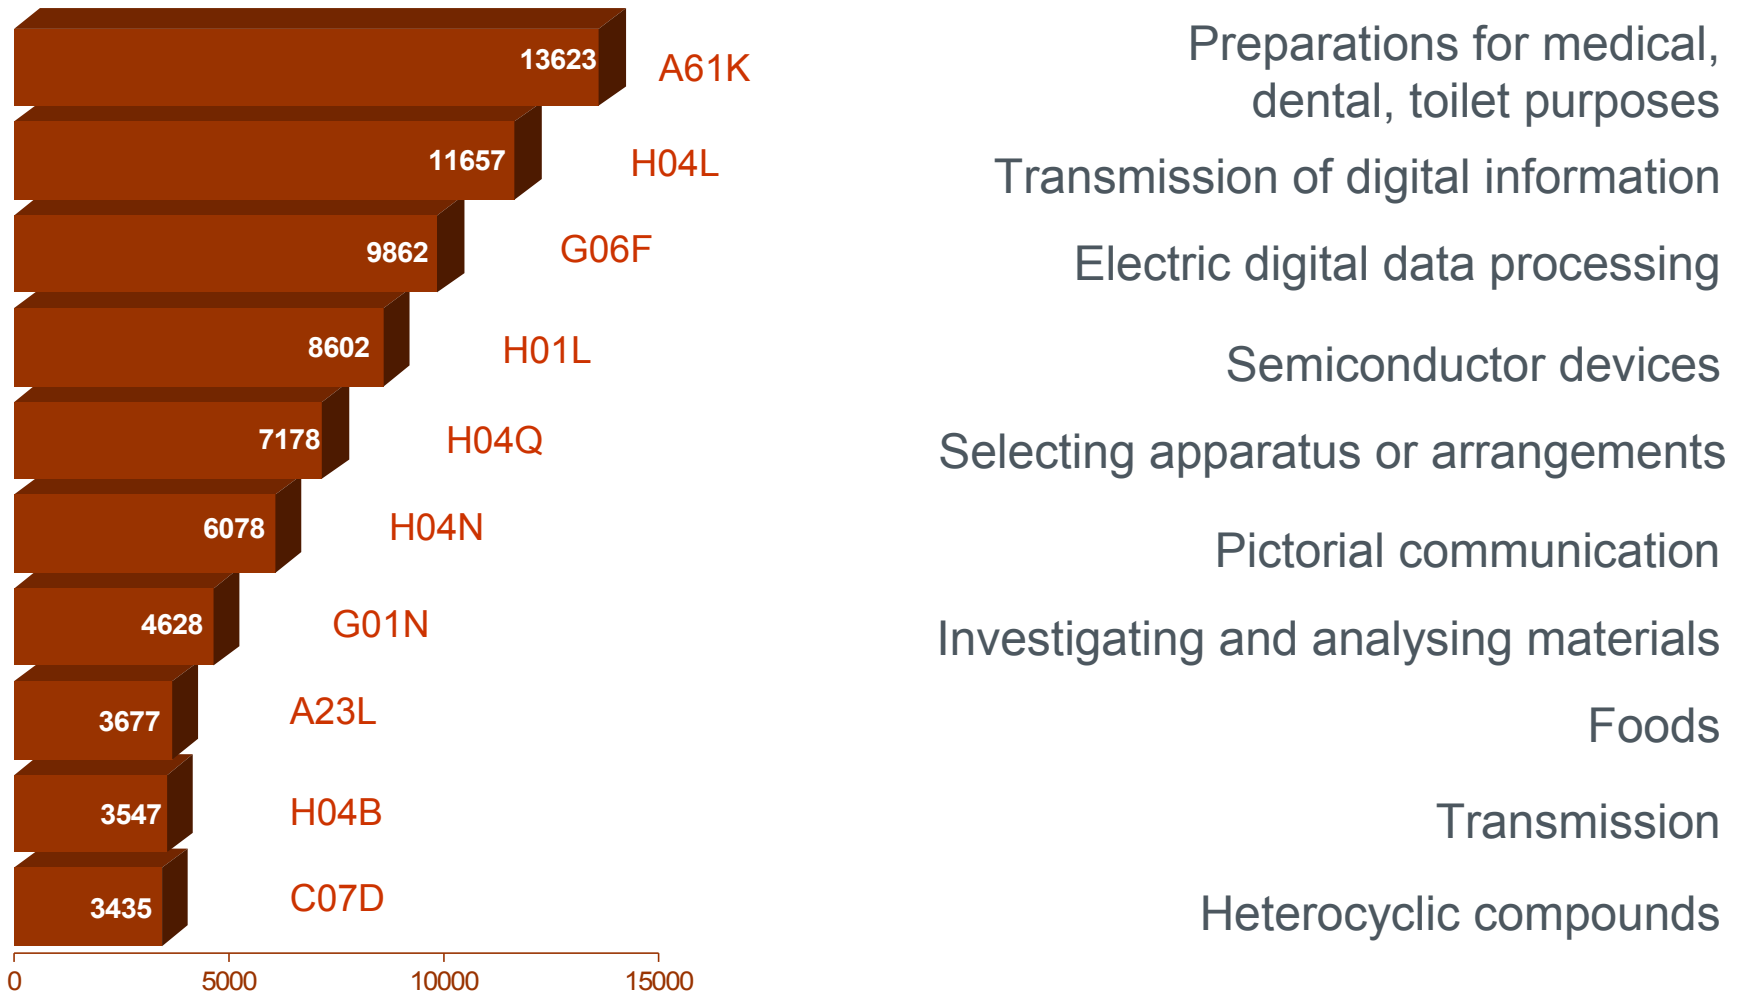 13623 A61K Preparations for medical,
dental, toilet purposes
11657 H04L Transmission of digital information
9862 G06F Electric digital data processing
8602 H01L Semiconductor devices
7178 H04Q Selecting apparatus or arrangements
6078 H04N Pictorial communication
4628 G01N Investigating and analysing materials
3677 A23L Foods
3547 H04B Transmission
3435 C07D Heterocyclic compounds
0 5000 10000 15000